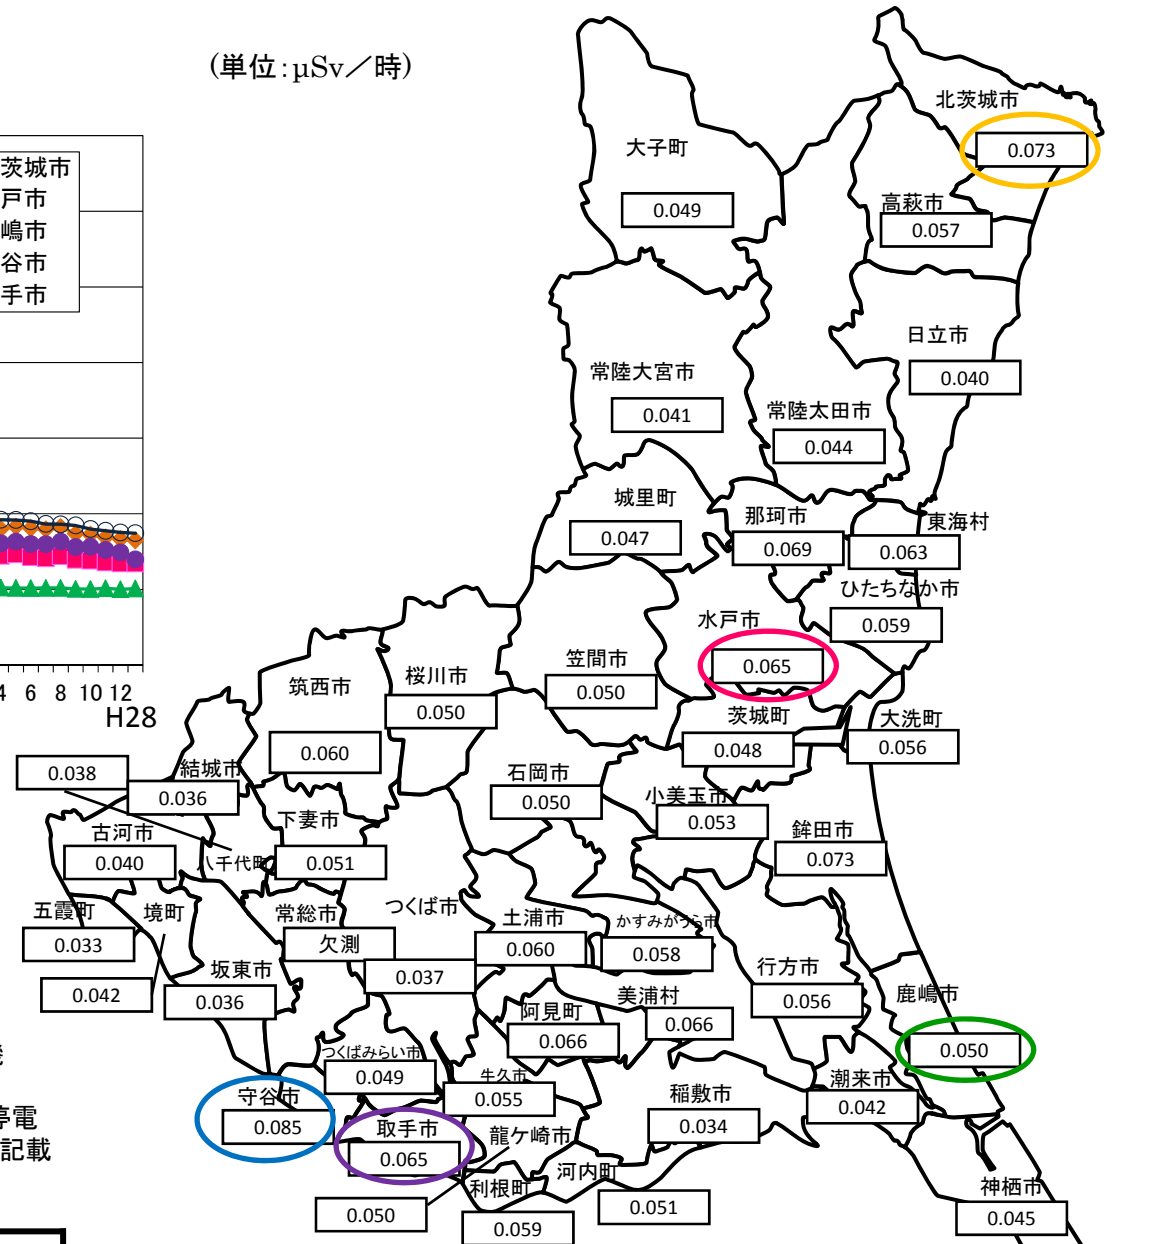 (単位:μSv／時)
茨城市
戸市
嶋市
谷市
手市
4 6 8 10 12
H28
北茨城市
0.073
大子町
0.049
高萩市
0.057
日立市
0.040
常陸大宮市
0.041
常陸太田市
0.044
城里町
0.047
那珂市
0.069
東海村
0.063
ひたちなか市
0.059
水戸市
0.065
笠間市
0.050
桜川市
0.050
筑西市
0.060
茨城町
0.048
大洗町
0.056
0.038
結城市
0.036
石岡市
0.050
小美玉市
0.053
鉾田市
0.073
古河市
0.040
八千代町
下妻市
0.051
五霞町
0.033
境町
0.042
常総市
欠測
つくば市
0.037
土浦市
0.060
かすみがうら市
0.058
坂東市
0.036
行方市
0.056
鹿嶋市
0.050
阿見町
0.066
美浦村
0.066
つくばみらい市
0.049
牛久市
0.055
稲敷市
0.034
潮来市
0.042
守谷市
0.085
取手市
0.065
龍ケ崎市
0.050
利根町
0.059
河内町
0.051
神栖市
0.045
停電
記載